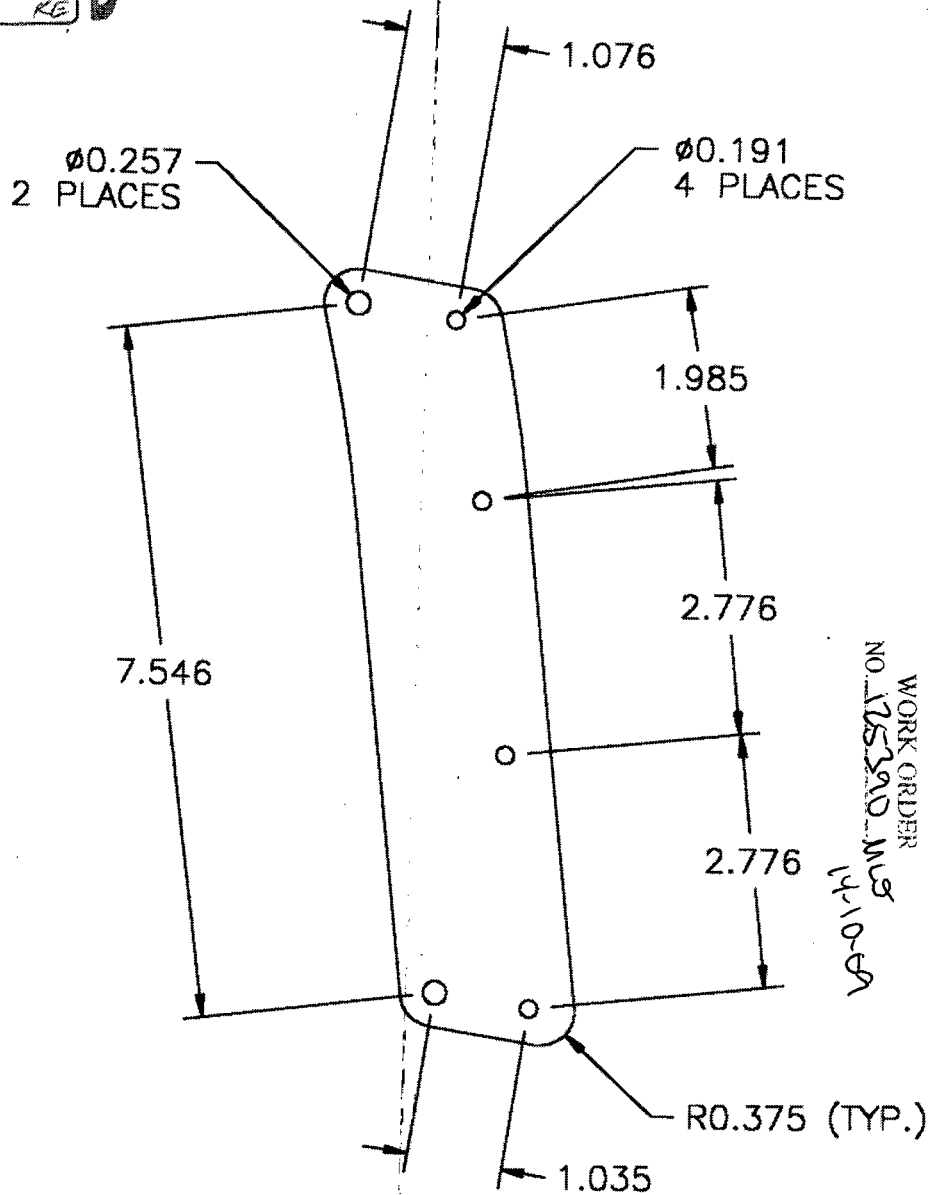 RE
1.076
ø0.257
2 PLACES
ø0.191
4 PLACES
1.985
2.776
7.546
2.776
WORK ORDER
NO.
R0.375 (TYP.)
1.035